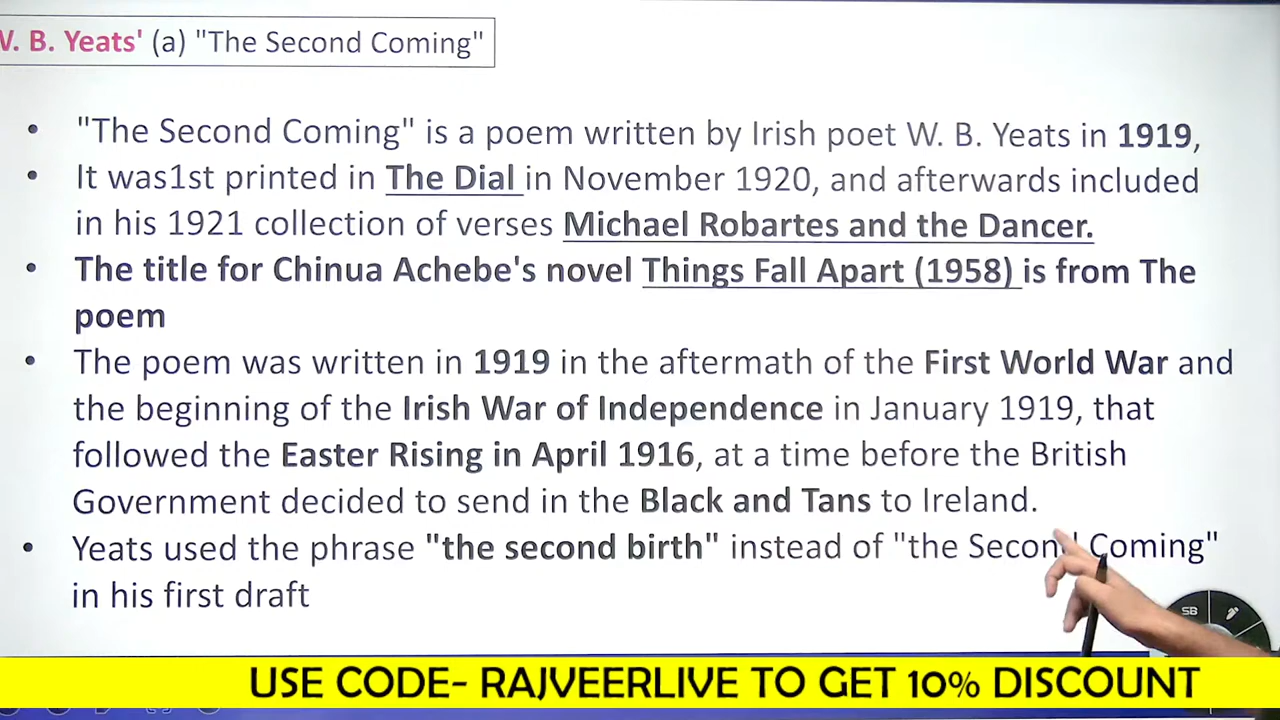 W. B. Yeats' (a) "The Second Coming"
• "The Second Coming" is a poem written by Irish poet W. B. Yeats in 1919,
• It was1st printed in The Dial in November 1920, and afterwards included
in his 1921 collection of verses Michael Robartes and the Dancer.
• The title for Chinua Achebe's novel Things Fall Apart (1958) is from The
poem
• The poem was written in 1919 in the aftermath of the First World War and
the beginning of the Irish War of Independence in January 1919, that
followed the Easter Rising in April 1916, at a time before the British
Government decided to send in the Black and Tans to Ireland.
• Yeats used the phrase "the second birth" instead of "the Second Coming"
in his first draft
SB
USE CODE- RAJVEERLIVE TO GET 10% DISCOUNT